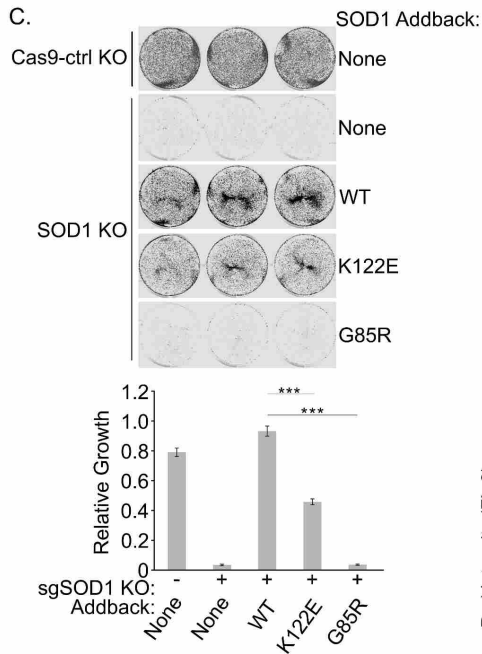 C.
SOD1 Addback:
Cas9-ctrl KO
None
None
WT
SOD1 KO
K122E
G85R
1.2
1.0
0.8
0.6
0.4
0.2
0
Relative Growth
***
***
sgSOD1 KO: - + + + +
Addback: None None WT K122E G85R